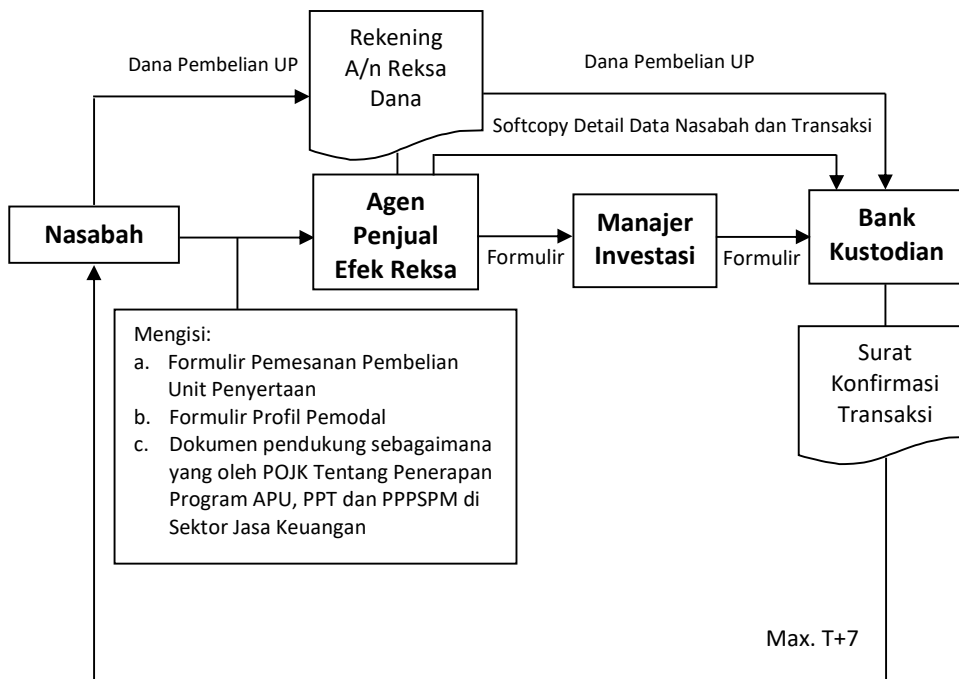 Rekening
A/n Reksa
Dana
Dana Pembelian UP
Dana Pembelian UP
Softcopy Detail Data Nasabah dan Transaksi
Nasabah
Agen
Penjual
Efek Reksa
Formulir
Manajer
Investasi
Formulir
Bank
Kustodian
Mengisi:
a. Formulir Pemesanan Pembelian
Unit Penyertaan
b. Formulir Profil Pemodal
c. Dokumen pendukung sebagaimana
yang oleh POJK Tentang Penerapan
Program APU, PPT dan PPPSPM di
Sektor Jasa Keuangan
Surat
Konfirmasi
Transaksi
Max. T+7